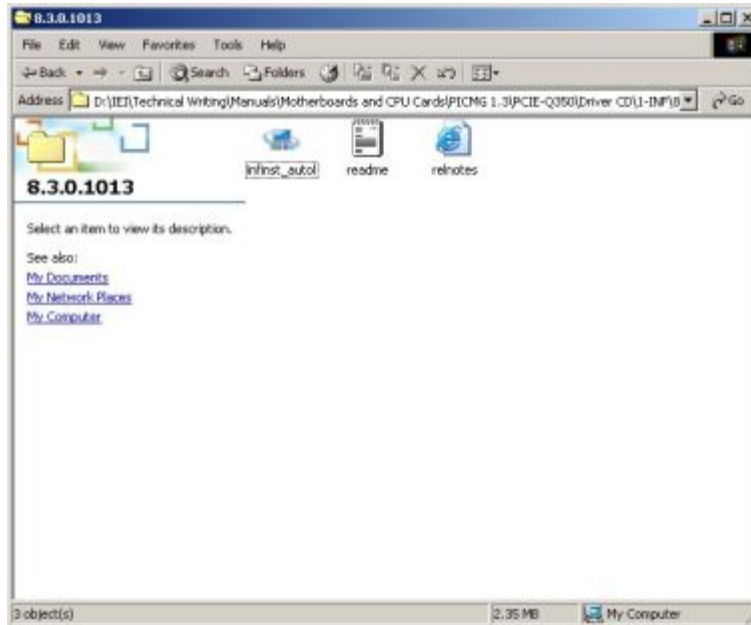 8.3.0.1013
File Edit View Favorites Tools Help
Back Search Folders
Address D:\IEI\Technical Writing\Manuals\Motherboards and CPU Cards\PICMG 1.3\PCIE-Q350\Driver CD\1-INF\8 Go
infinst_autol readme relnotes
8.3.0.1013
Select an item to view its description.
See also:
My Documents
My Network Places
My Computer
3 object(s) 2.35 MB My Computer